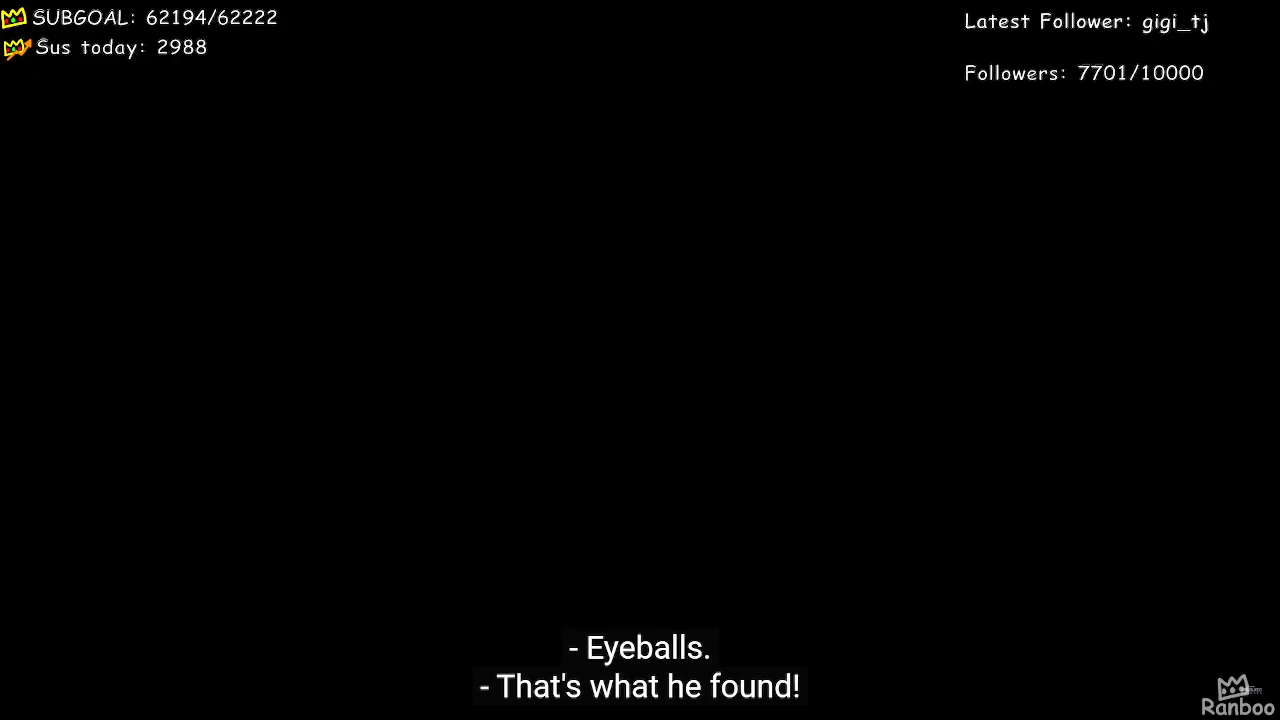 SUBGOAL: 62194/62222
Sus today: 2988
Latest Follower: gigi_tj
Followers: 7701/10000
- Eyeballs.
- That's what he found!
Ranboo